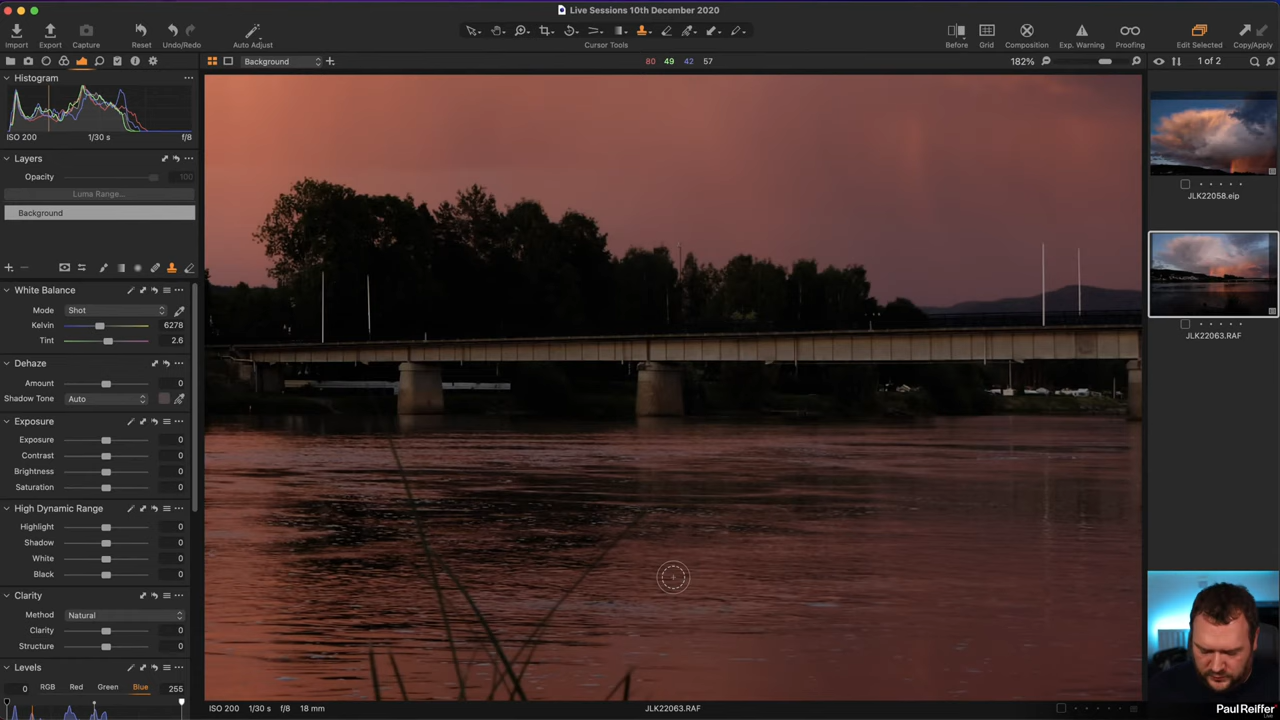 Live Sessions 10th December 2020
Import
Export
Capture
Reset
Undo/Redo
Auto Adjust
Cursor Tools
Before
Grid
Composition
Exp. Warning
Proofing
Edit Selected
Copy/Apply
Background
80 49 42 57
182%
1 of 2
Histogram
ISO 200 1/30 s f/8
Layers
Opacity 100
Luma Range...
Background
White Balance
Mode Shot
Kelvin 6278
Tint 2.6
Dehaze
Amount 0
Shadow Tone Auto
Exposure
Exposure 0
Contrast 0
Brightness 0
Saturation 0
High Dynamic Range
Highlight 0
Shadow 0
White 0
Black 0
Clarity
Method Natural
Clarity 0
Structure 0
Levels
0 RGB Red Green Blue 255
JLK22058.eip
JLK22063.RAF
ISO 200 1/30 s f/8 18 mm
JLK22063.RAF
PaulReiffer
Live